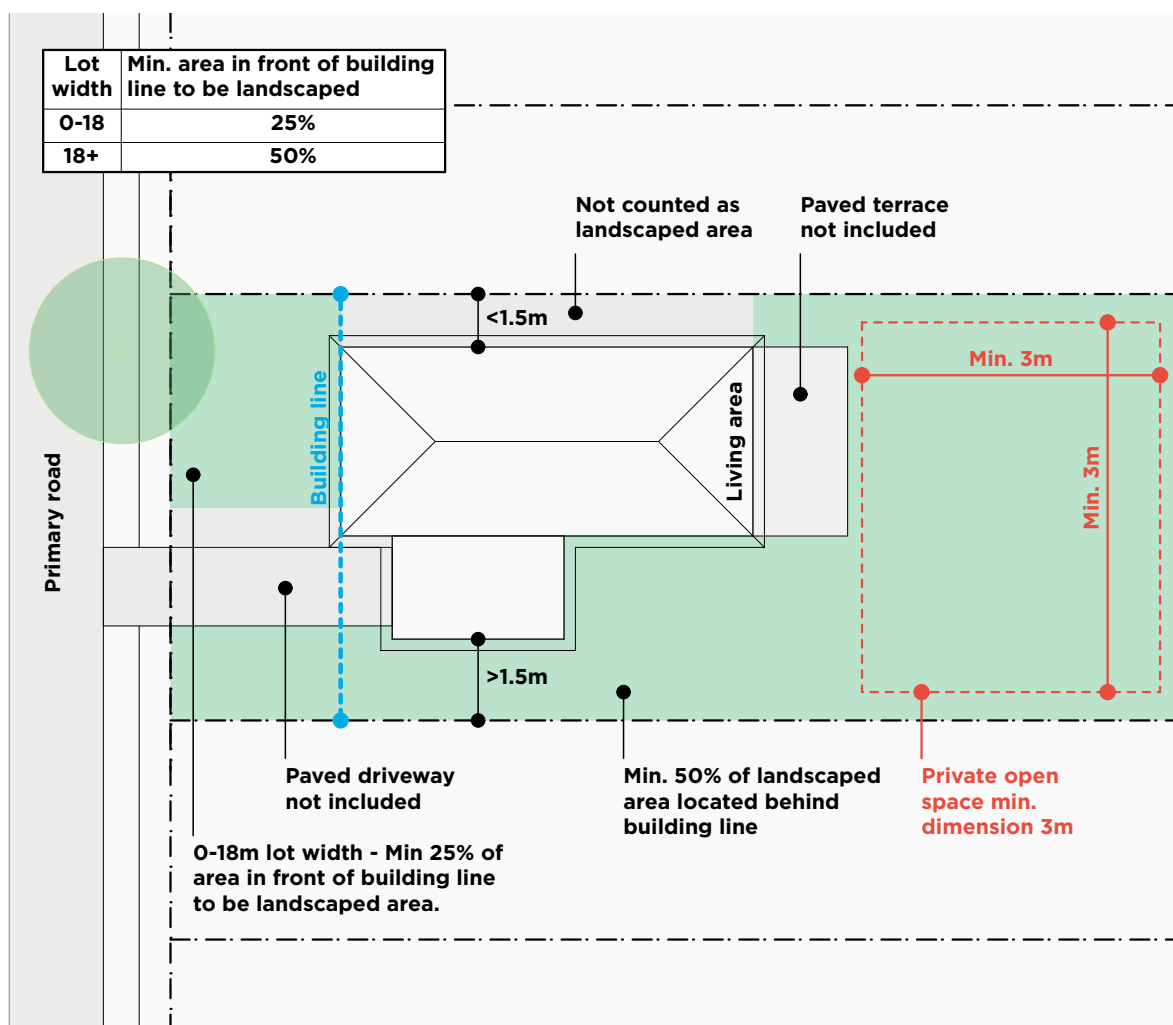 Lot width
Min. area in front of building
line to be landscaped
0-18
25%
18+
50%
Not counted as
landscaped area
Paved terrace
not included
<1.5m
Min. 3m
Building line
Living area
Min. 3m
Primary road
>1.5m
Paved driveway
not included
Min. 50% of landscaped
area located behind
building line
Private open
space min.
dimension 3m
0-18m lot width - Min 25% of
area in front of building line
to be landscaped area.